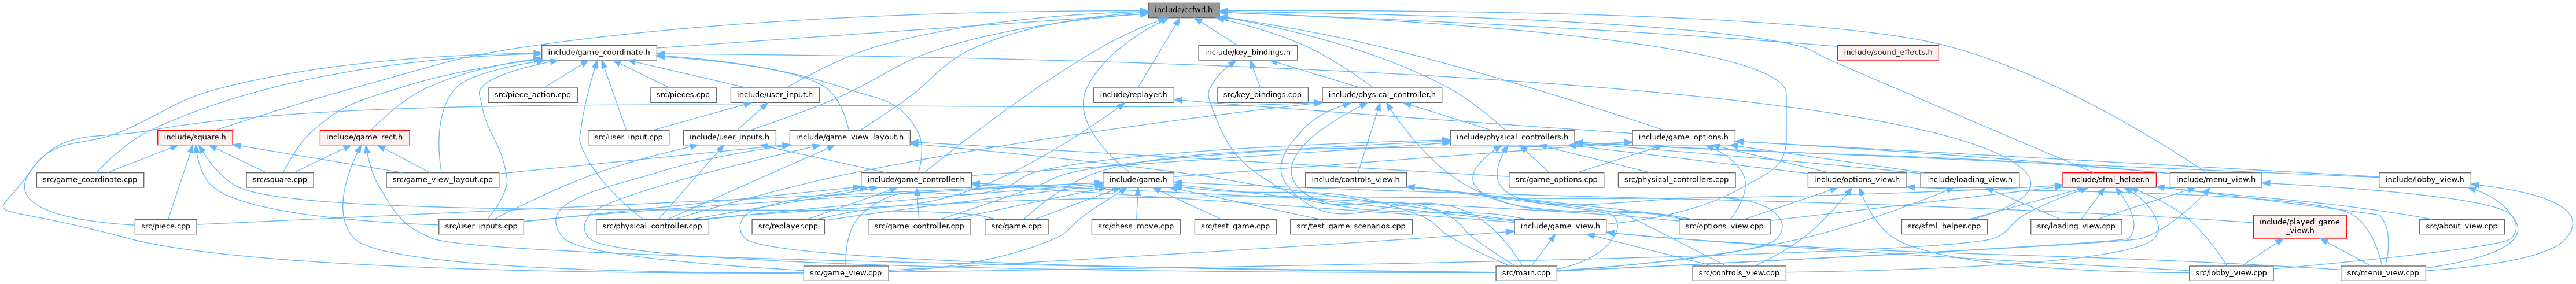 include/ccfwd.h
include/game_coordinate.h
include/key_bindings.h
include/sound_effects.h
src/piece_action.cpp
src/pieces.cpp
include/user_input.h
include/replayer.h
src/key_bindings.cpp
include/physical_controller.h
include/square.h
include/game_rect.h
src/user_input.cpp
include/user_inputs.h
include/game_view_layout.h
include/physical_controllers.h
include/game_options.h
src/game_coordinate.cpp
src/square.cpp
src/game_view_layout.cpp
include/game_controller.h
include/game.h
include/controls_view.h
src/game_options.cpp
src/physical_controllers.cpp
include/options_view.h
include/loading_view.h
include/sfml_helper.h
include/menu_view.h
include/lobby_view.h
src/piece.cpp
src/user_inputs.cpp
src/physical_controller.cpp
src/replayer.cpp
src/game_controller.cpp
src/game.cpp
src/chess_move.cpp
src/test_game.cpp
src/test_game_scenarios.cpp
include/game_view.h
src/options_view.cpp
src/sfml_helper.cpp
src/loading_view.cpp
include/played_game
_view.h
src/about_view.cpp
src/game_view.cpp
src/main.cpp
src/controls_view.cpp
src/lobby_view.cpp
src/menu_view.cpp